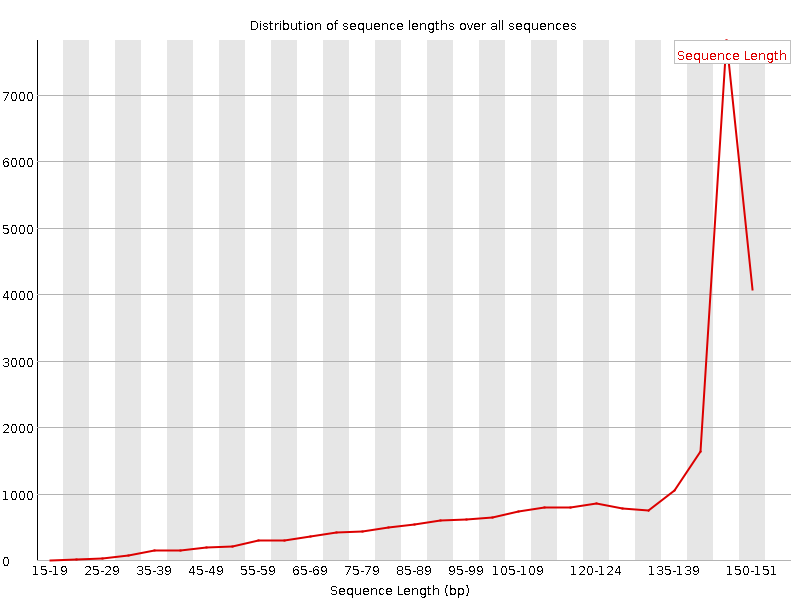 Distribution of sequence lengths over all sequences
Sequence Length
7000
6000
5000
4000
3000
2000
1000
0
15-19 25-29 35-39 45-49 55-59 65-69 75-79 85-89 95-99 105-109 120-124 135-139 150-151
Sequence Length (bp)